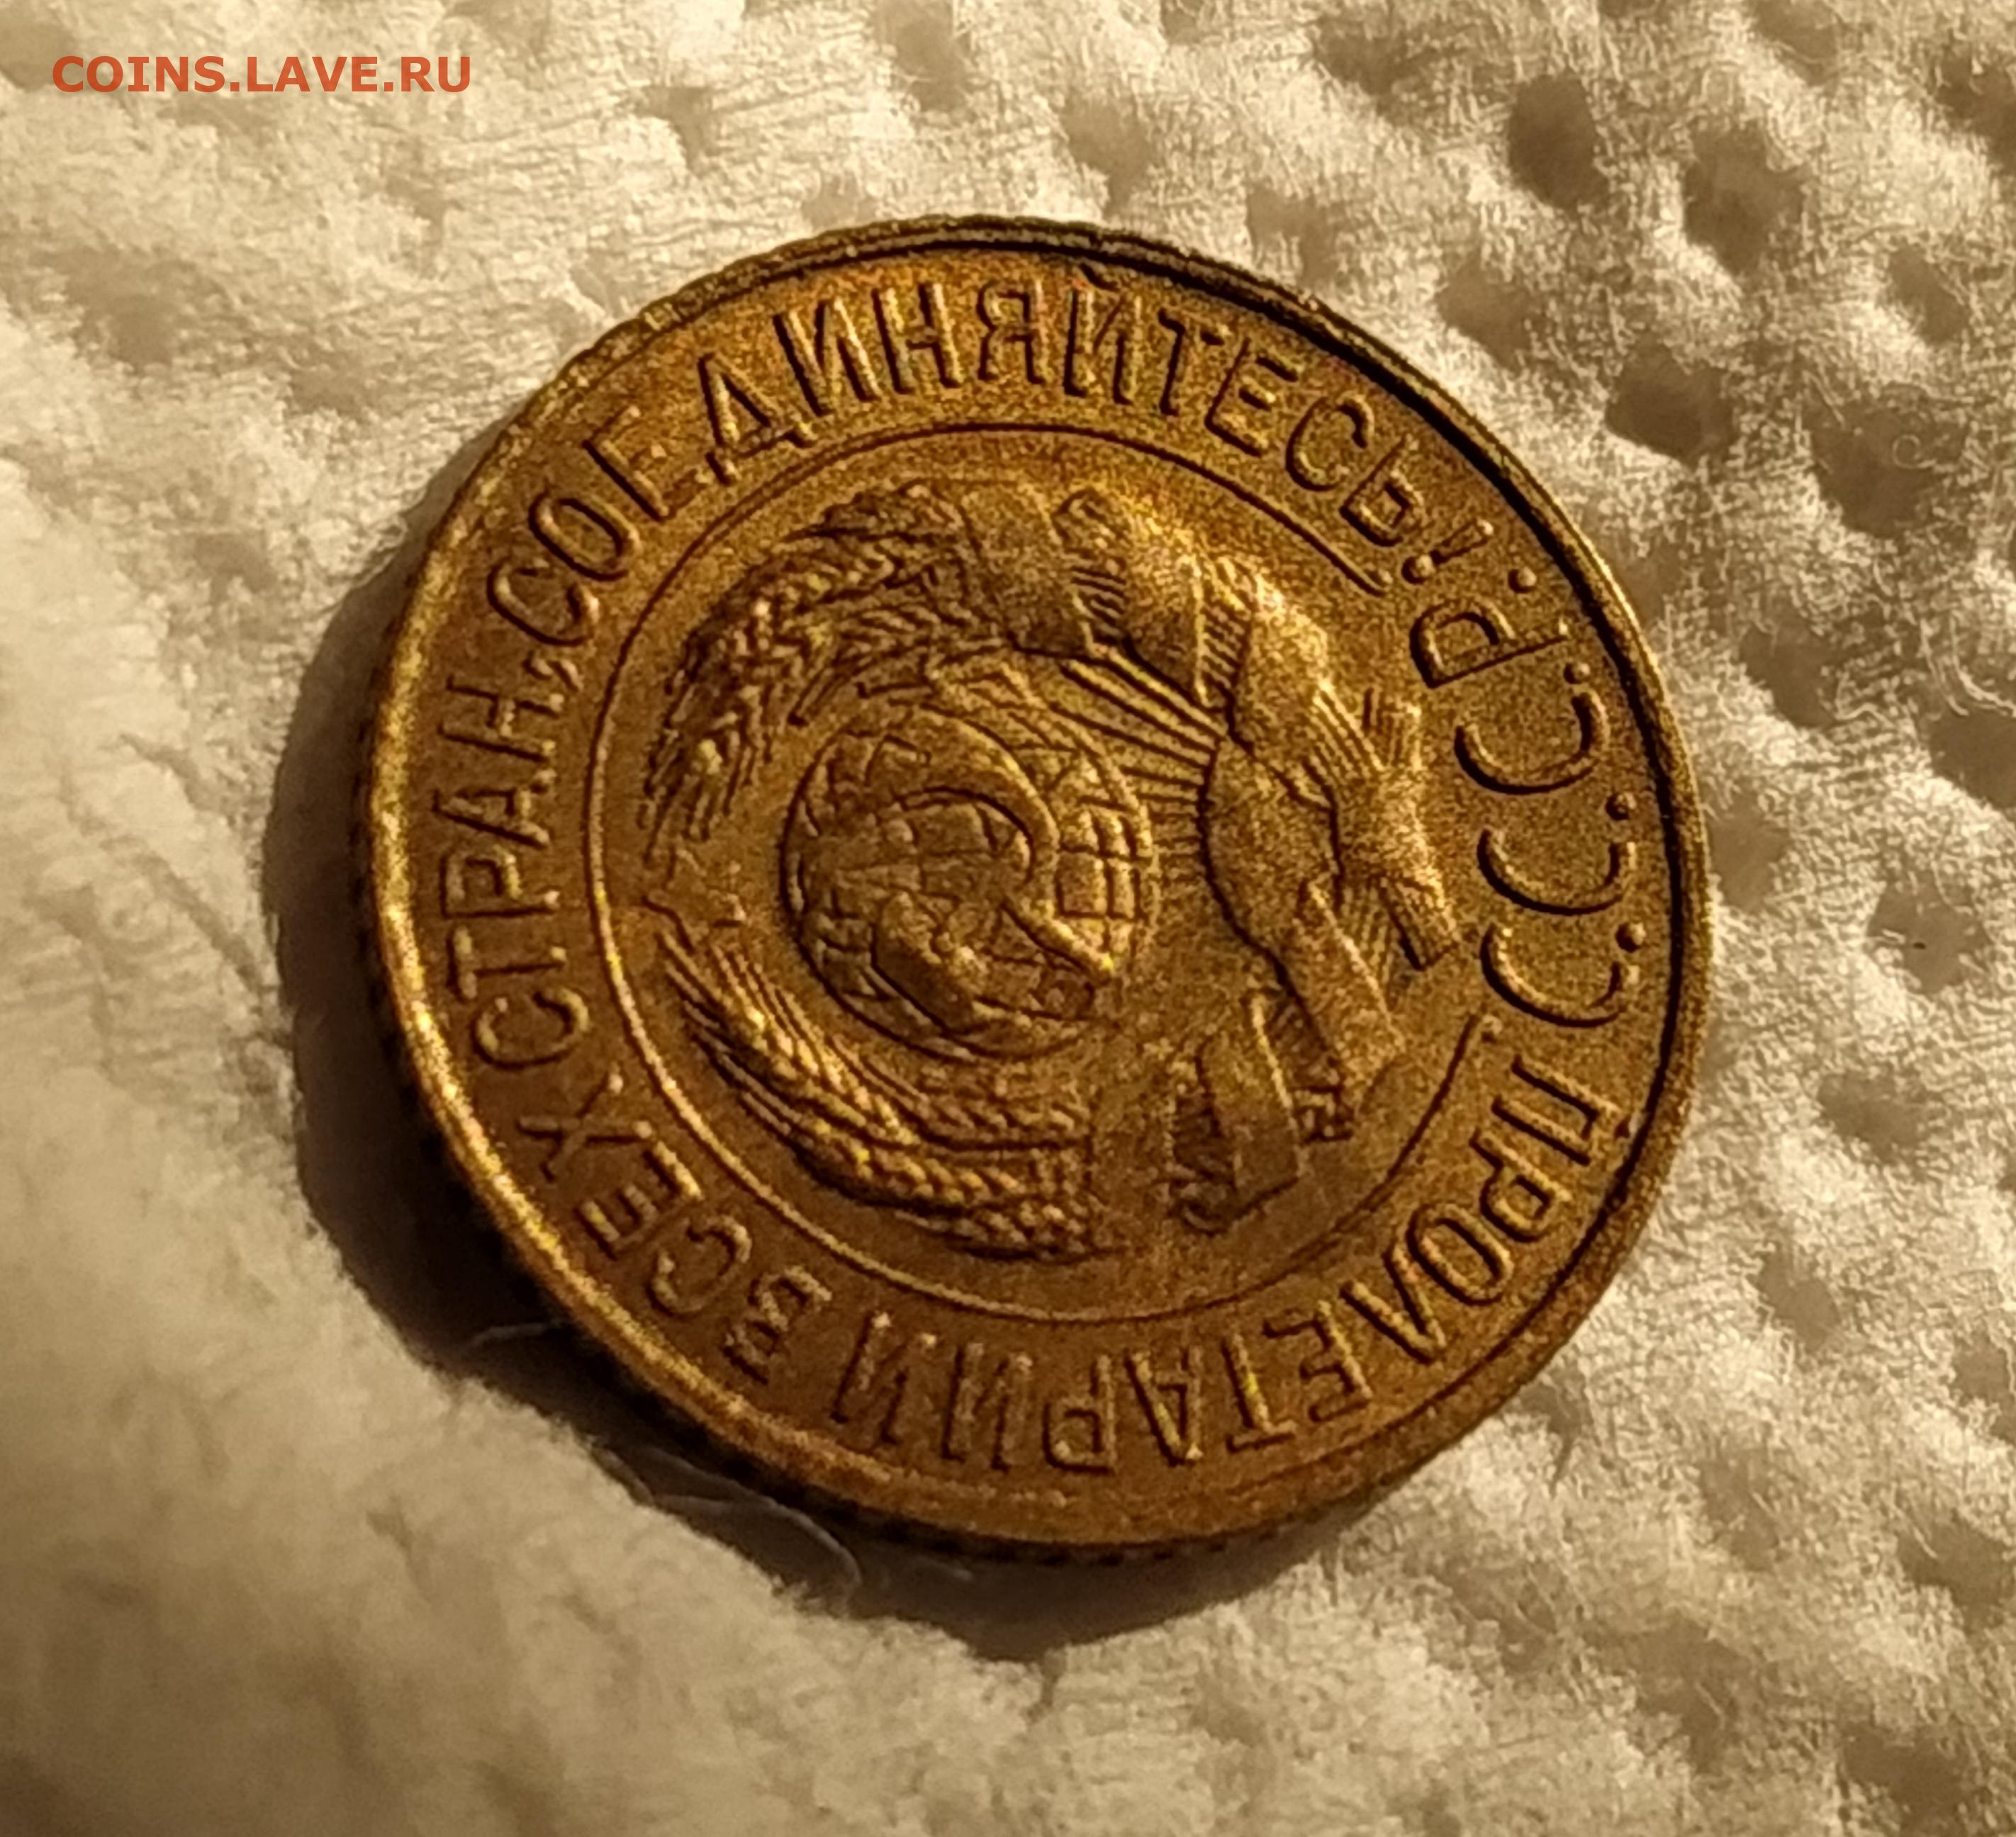 COINS.LAVE.RU
ПРОЛЕТАРИИ ВСЕХ СТРАН, СОЕДИНЯЙТЕСЬ!
С.С.С.Р.